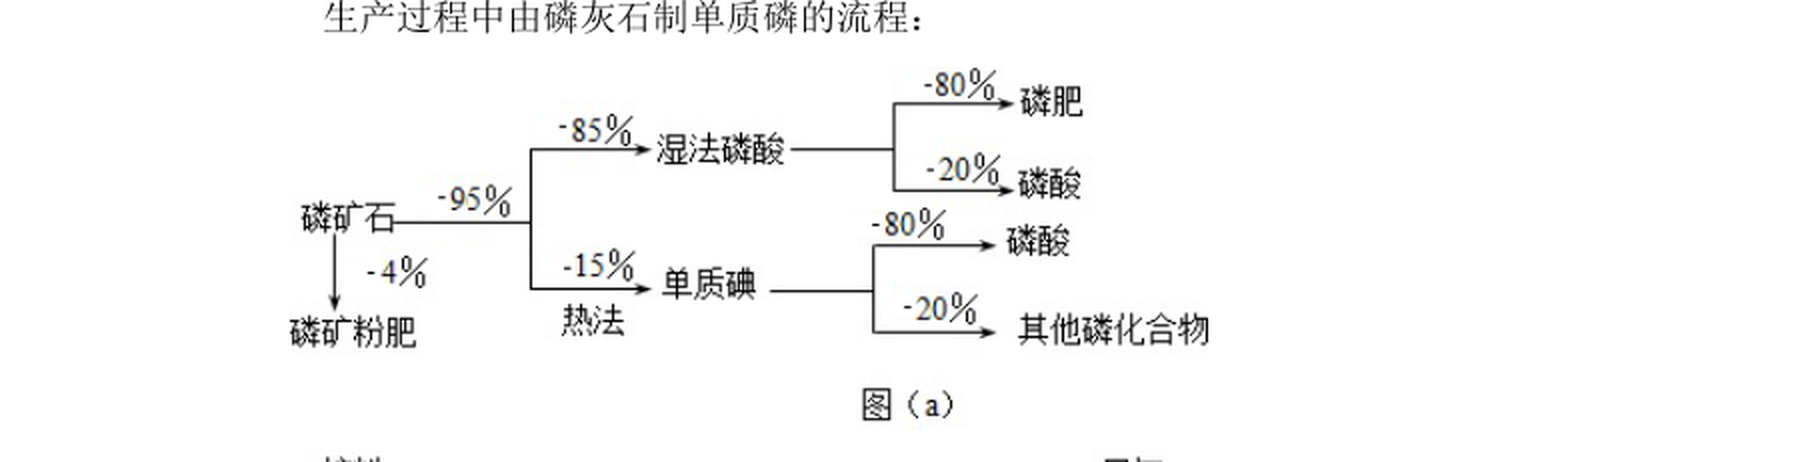 生产过程中由磷灰石制单质磷的流程：
-80%
磷肥
-85%
湿法磷酸
-20%
磷酸
-95%
磷矿石
-80%
磷酸
-4%
-15%
单质碘
热法
-20%
磷矿粉肥
其他磷化合物
图（a）